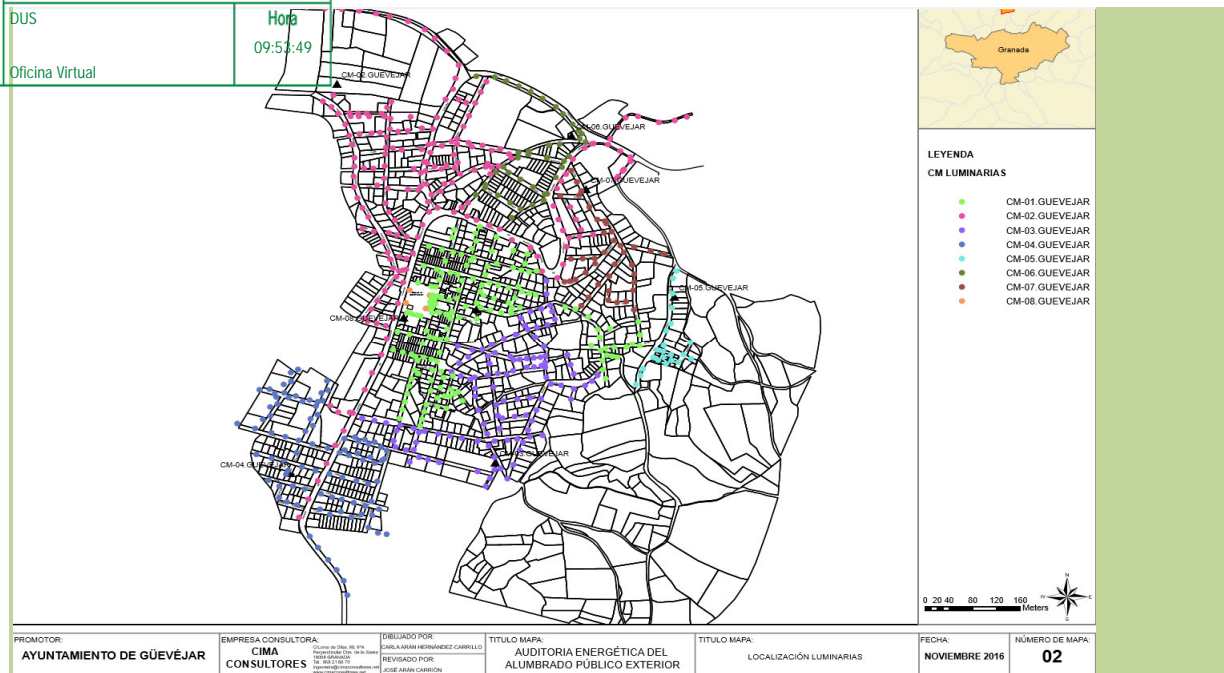 DUS
Hora
09:53:49
Oficina Virtual
CM-02.GUEVEJAR
CM-06.GUEVEJAR
CM-07.GUEVEJAR
CM-05.GUEVEJAR
CM-08.GUEVEJAR
CM-03.GUEVEJAR
CM-04.GUEVEJAR
Granada
LEYENDA
CM LUMINARIAS
CM-01.GUEVEJAR
CM-02.GUEVEJAR
CM-03.GUEVEJAR
CM-04.GUEVEJAR
CM-05.GUEVEJAR
CM-06.GUEVEJAR
CM-07.GUEVEJAR
CM-08.GUEVEJAR
0 20 40 80 120 160
Meters
N
W E
PROMOTOR:
AYUNTAMIENTO DE GÜEVÉJAR
EMPRESA CONSULTORA:
CIMA
CONSULTORES
18008 GRANADA
DIBUJADO POR:
CARLA ARÁN HERNÁNDEZ-CARRILLO
REVISADO POR:
JOSÉ ARÁN CARRIÓN
TITULO MAPA:
AUDITORIA ENERGÉTICA DEL
ALUMBRADO PÚBLICO EXTERIOR
TITULO MAPA:
LOCALIZACIÓN LUMINARIAS
FECHA:
NOVIEMBRE 2016
NÚMERO DE MAPA:
02